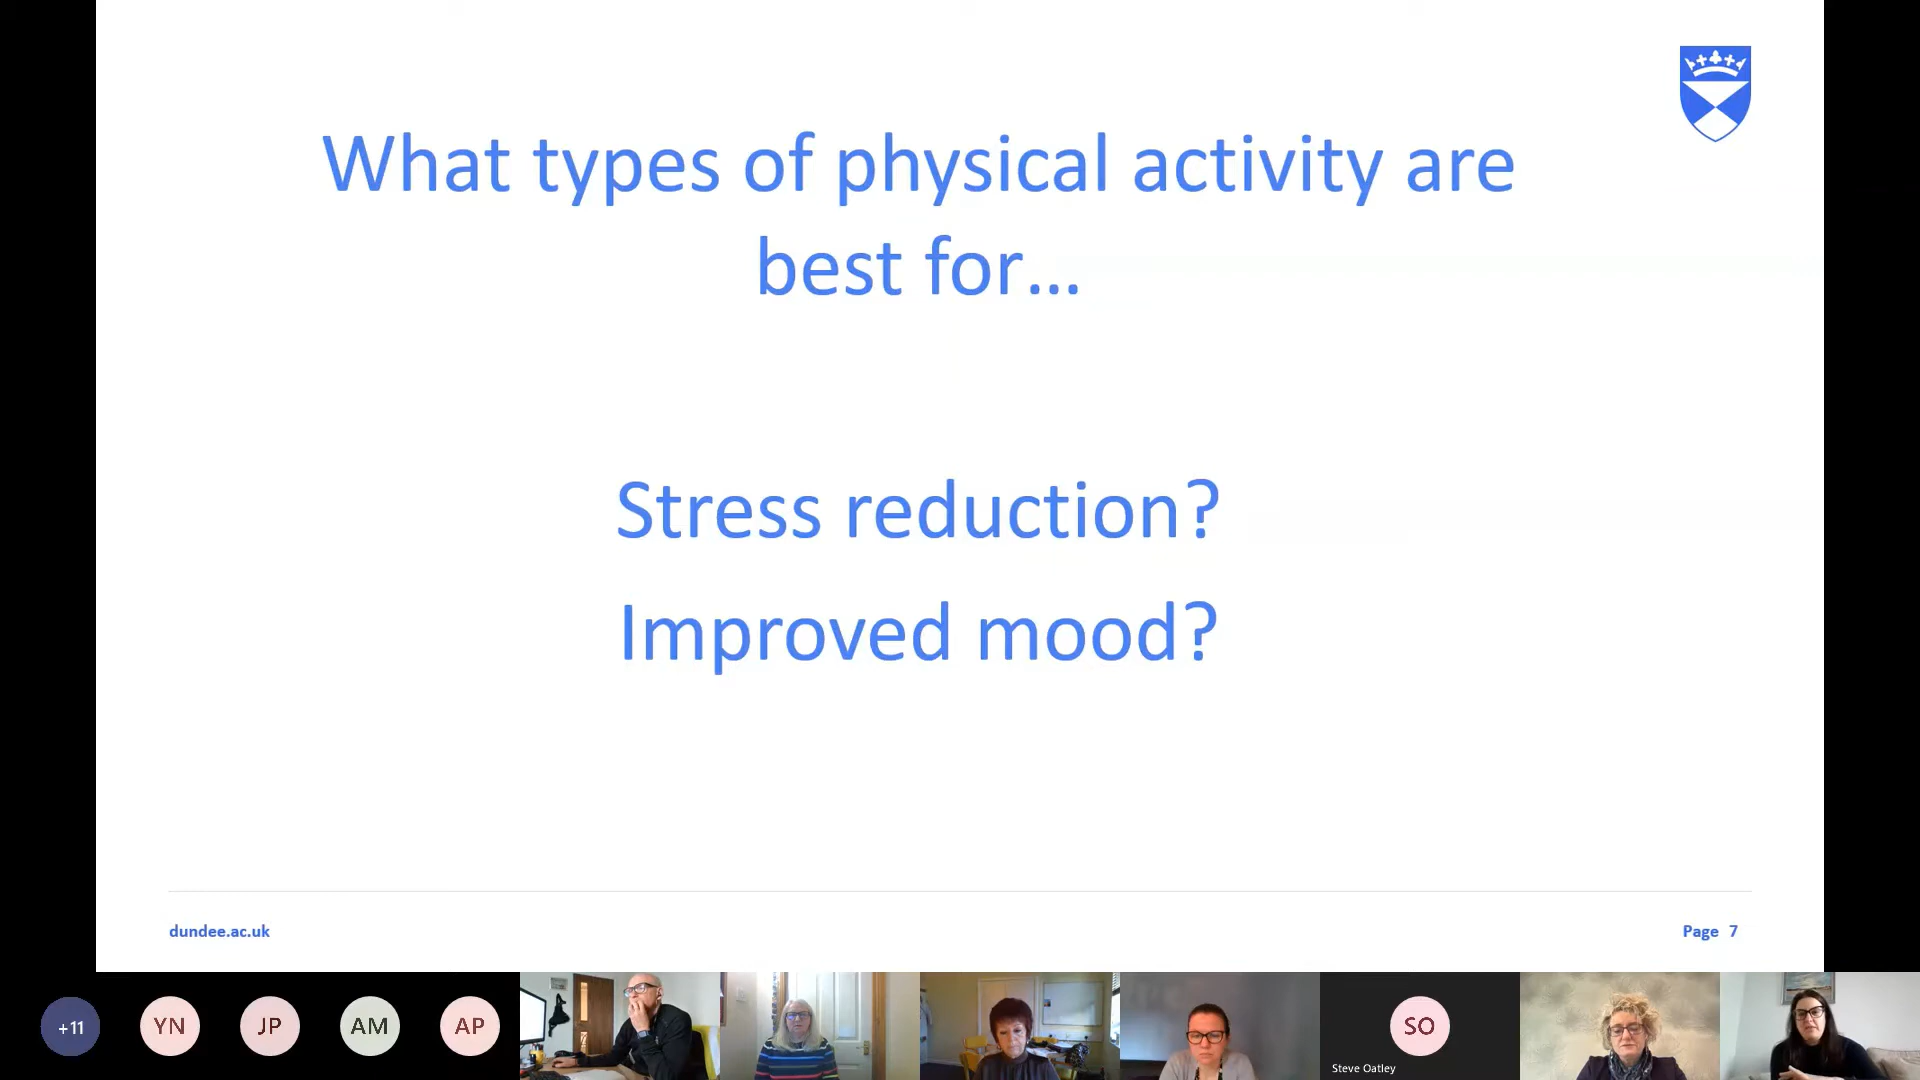 What types of physical activity are
best for...
Stress reduction?
Improved mood?
dundee.ac.uk
Page 7
+11
YN
JP
AM
AP
SO
Steve Oatley